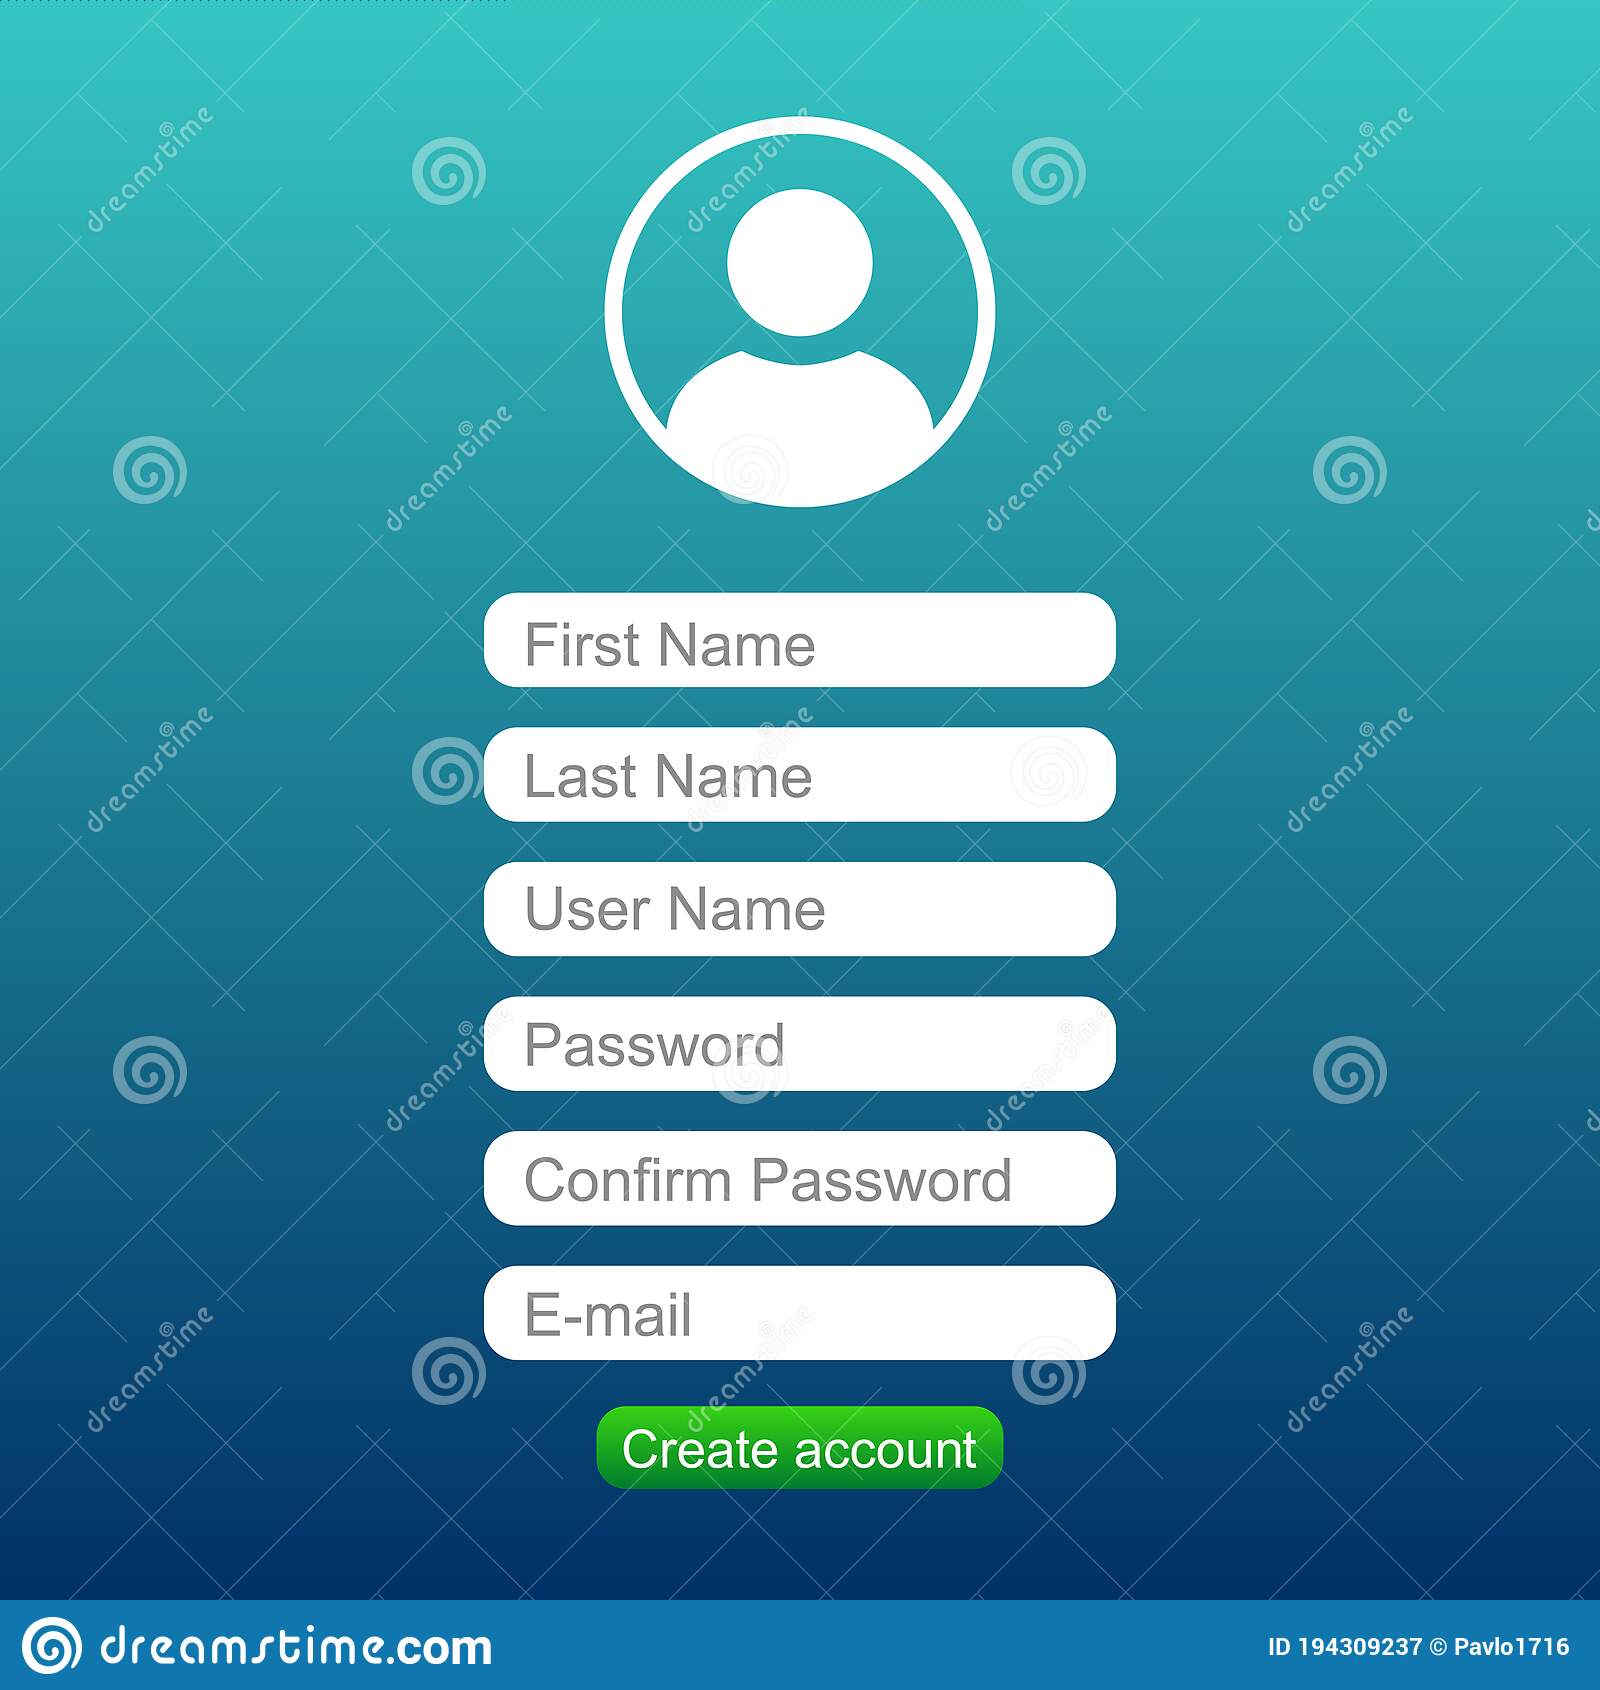 First Name
Last Name
User Name
Password
Confirm Password
E-mail
Create account
dreamstime.com
ID 194309237 © Pavlo1716